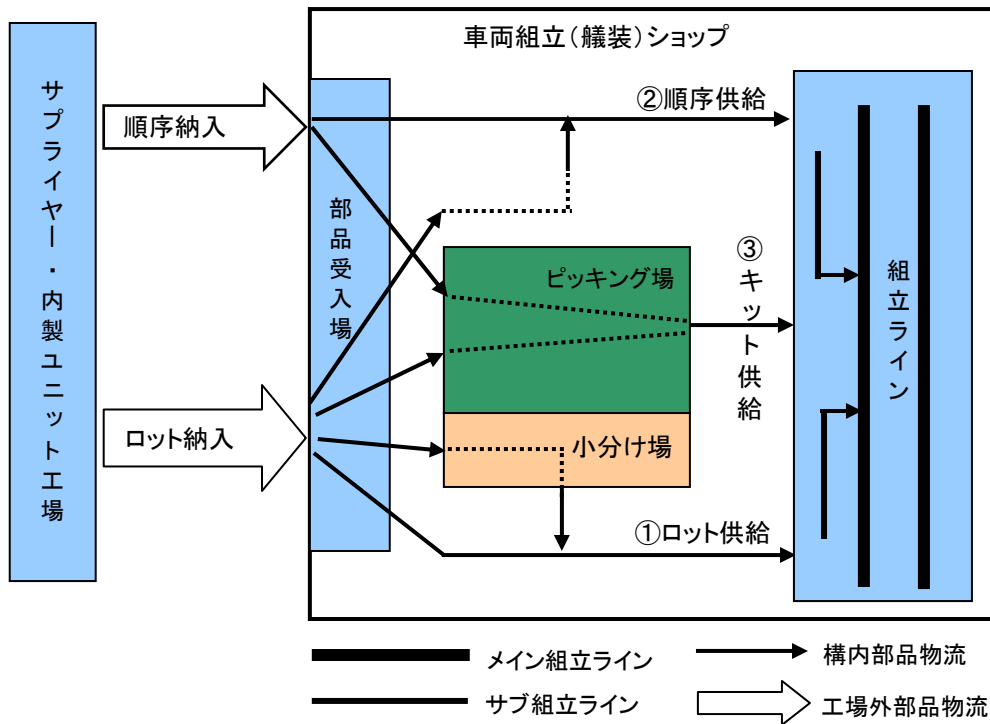 車両組立（艤装）ショップ
サプライヤー・内製ユニット工場
順序納入
ロット納入
部品受入場
②順序供給
ピッキング場
③キット供給
小分け場
①ロット供給
組立ライン
メイン組立ライン
構内部品物流
サブ組立ライン
工場外部品物流